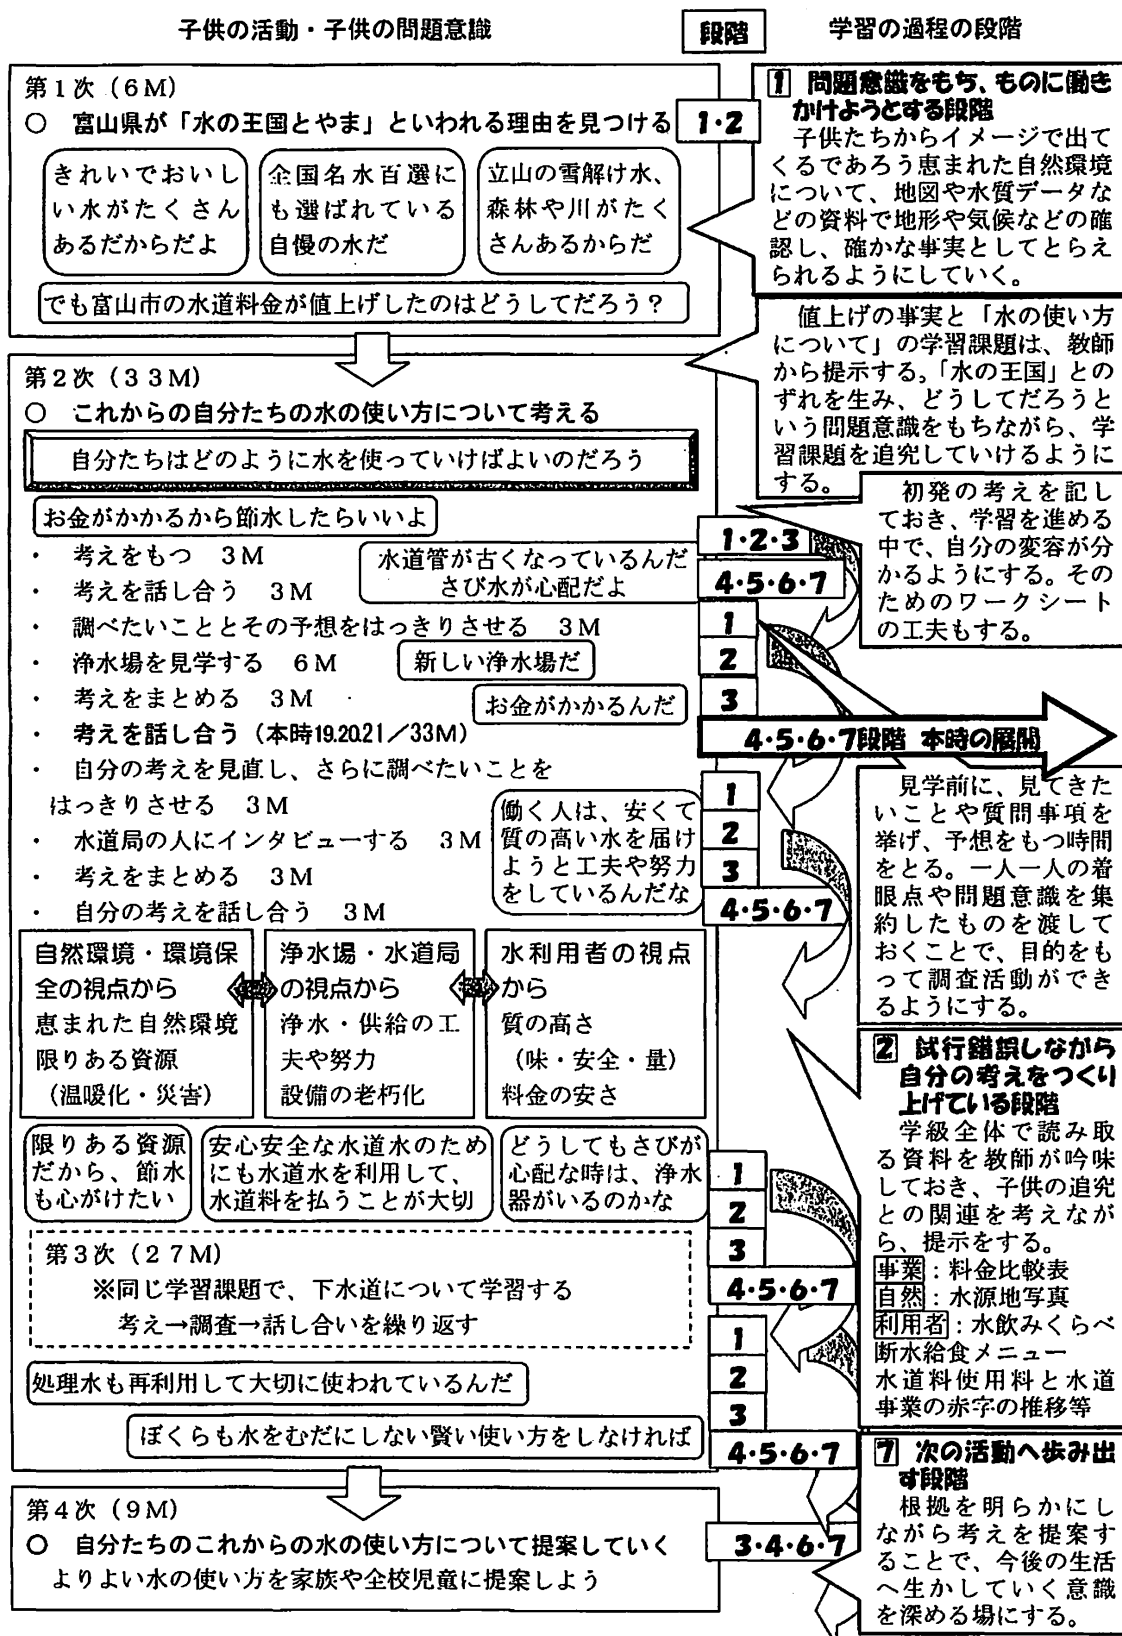 子供の活動・子供の問題意識
段階
学習の過程の段階
第1次(6M)
○ 富山県が「水の王国とやま」といわれる理由を見つける
1・2
きれいでおいし
い水がたくさん
あるだからだよ
全国名水百選に
も選ばれている
自慢の水だ
立山の雪解け水、
森林や川がたく
さんあるからだ
でも富山市の水道料金が値上げしたのはどうしてだろう?
1 問題意識をもち、ものに働き
かけようとする段階
子供たちからイメージで出て
くるであろう恵まれた自然環境
について、地図や水質データな
どの資料で地形や気候などの確
認し、確かな事実としてとらえ
られるようにしていく。
値上げの事実と「水の使い方
について」の学習課題は、教師
から提示する。「水の王国」との
ずれを生み、どうしてだろうと
いう問題意識をもちながら、学
習課題を追究していけるように
する。
第2次(33M)
○ これからの自分たちの水の使い方について考える
自分たちはどのように水を使っていけばよいのだろう
お金がかかるから節水したらいいよ
・ 考えをもつ 3M
水道管が古くなっているんだ
さび水が心配だよ
・ 考えを話し合う 3M
・ 調べたいこととその予想をはっきりさせる 3M
・ 浄水場を見学する 6M
新しい浄水場だ
・ 考えをまとめる 3M
お金がかかるんだ
・ 考えを話し合う(本時19.20.21/33M)
・ 自分の考えを見直し、さらに調べたいことを
はっきりさせる 3M
・ 水道局の人にインタビューする 3M
・ 考えをまとめる 3M
・ 自分の考えを話し合う 3M
働く人は、安くて
質の高い水を届け
ようと工夫や努力
をしているんだな
1・2・3
4・5・6・7
1
2
3
4・5・6・7段階 本時の展開
1
2
3
4・5・6・7
初発の考えを記し
ておき、学習を進める
中で、自分の変容が分
かるようにする。その
ためのワークシート
の工夫もする。
見学前に、見てきた
いことや質問事項を
挙げ、予想をもつ時間
をとる。一人一人の着
眼点や問題意識を集
約したものを渡して
おくことで、目的をも
って調査活動ができ
るようにする。
自然環境・環境保
全の視点から
恵まれた自然環境
限りある資源
(温暖化・災害)
浄水場・水道局
の視点から
浄水・供給の工
夫や努力
設備の老朽化
水利用者の視点
から
質の高さ
(味・安全・量)
料金の安さ
限りある資源
だから、節水
も心がけたい
安心安全な水道水のため
にも水道水を利用して、
水道料を払うことが大切
どうしてもさびが
心配な時は、浄水
器がいるのかな
1
2
3
4・5・6・7
第3次(27M)
※同じ学習課題で、下水道について学習する
考え→調査→話し合いを繰り返す
1
2
3
4・5・6・7
処理水も再利用して大切に使われているんだ
ぼくらも水をむだにしない賢い使い方をしなければ
2 試行錯誤しながら
自分の考えをつくり
上げている段階
学級全体で読み取
る資料を教師が吟味
しておき、子供の追究
との関連を考えなが
ら、提示をする。
事業:料金比較表
自然:水源地写真
利用者:水飲みくらべ
断水給食メニュー
水道料使用料と水道
事業の赤字の推移等
第4次(9M)
○ 自分たちのこれからの水の使い方について提案していく
よりよい水の使い方を家族や全校児童に提案しよう
3・4・6・7
7 次の活動へ歩み出
す段階
根拠を明らかにし
ながら考えを提案す
ることで、今後の生活
へ生かしていく意識
を深める場にする。